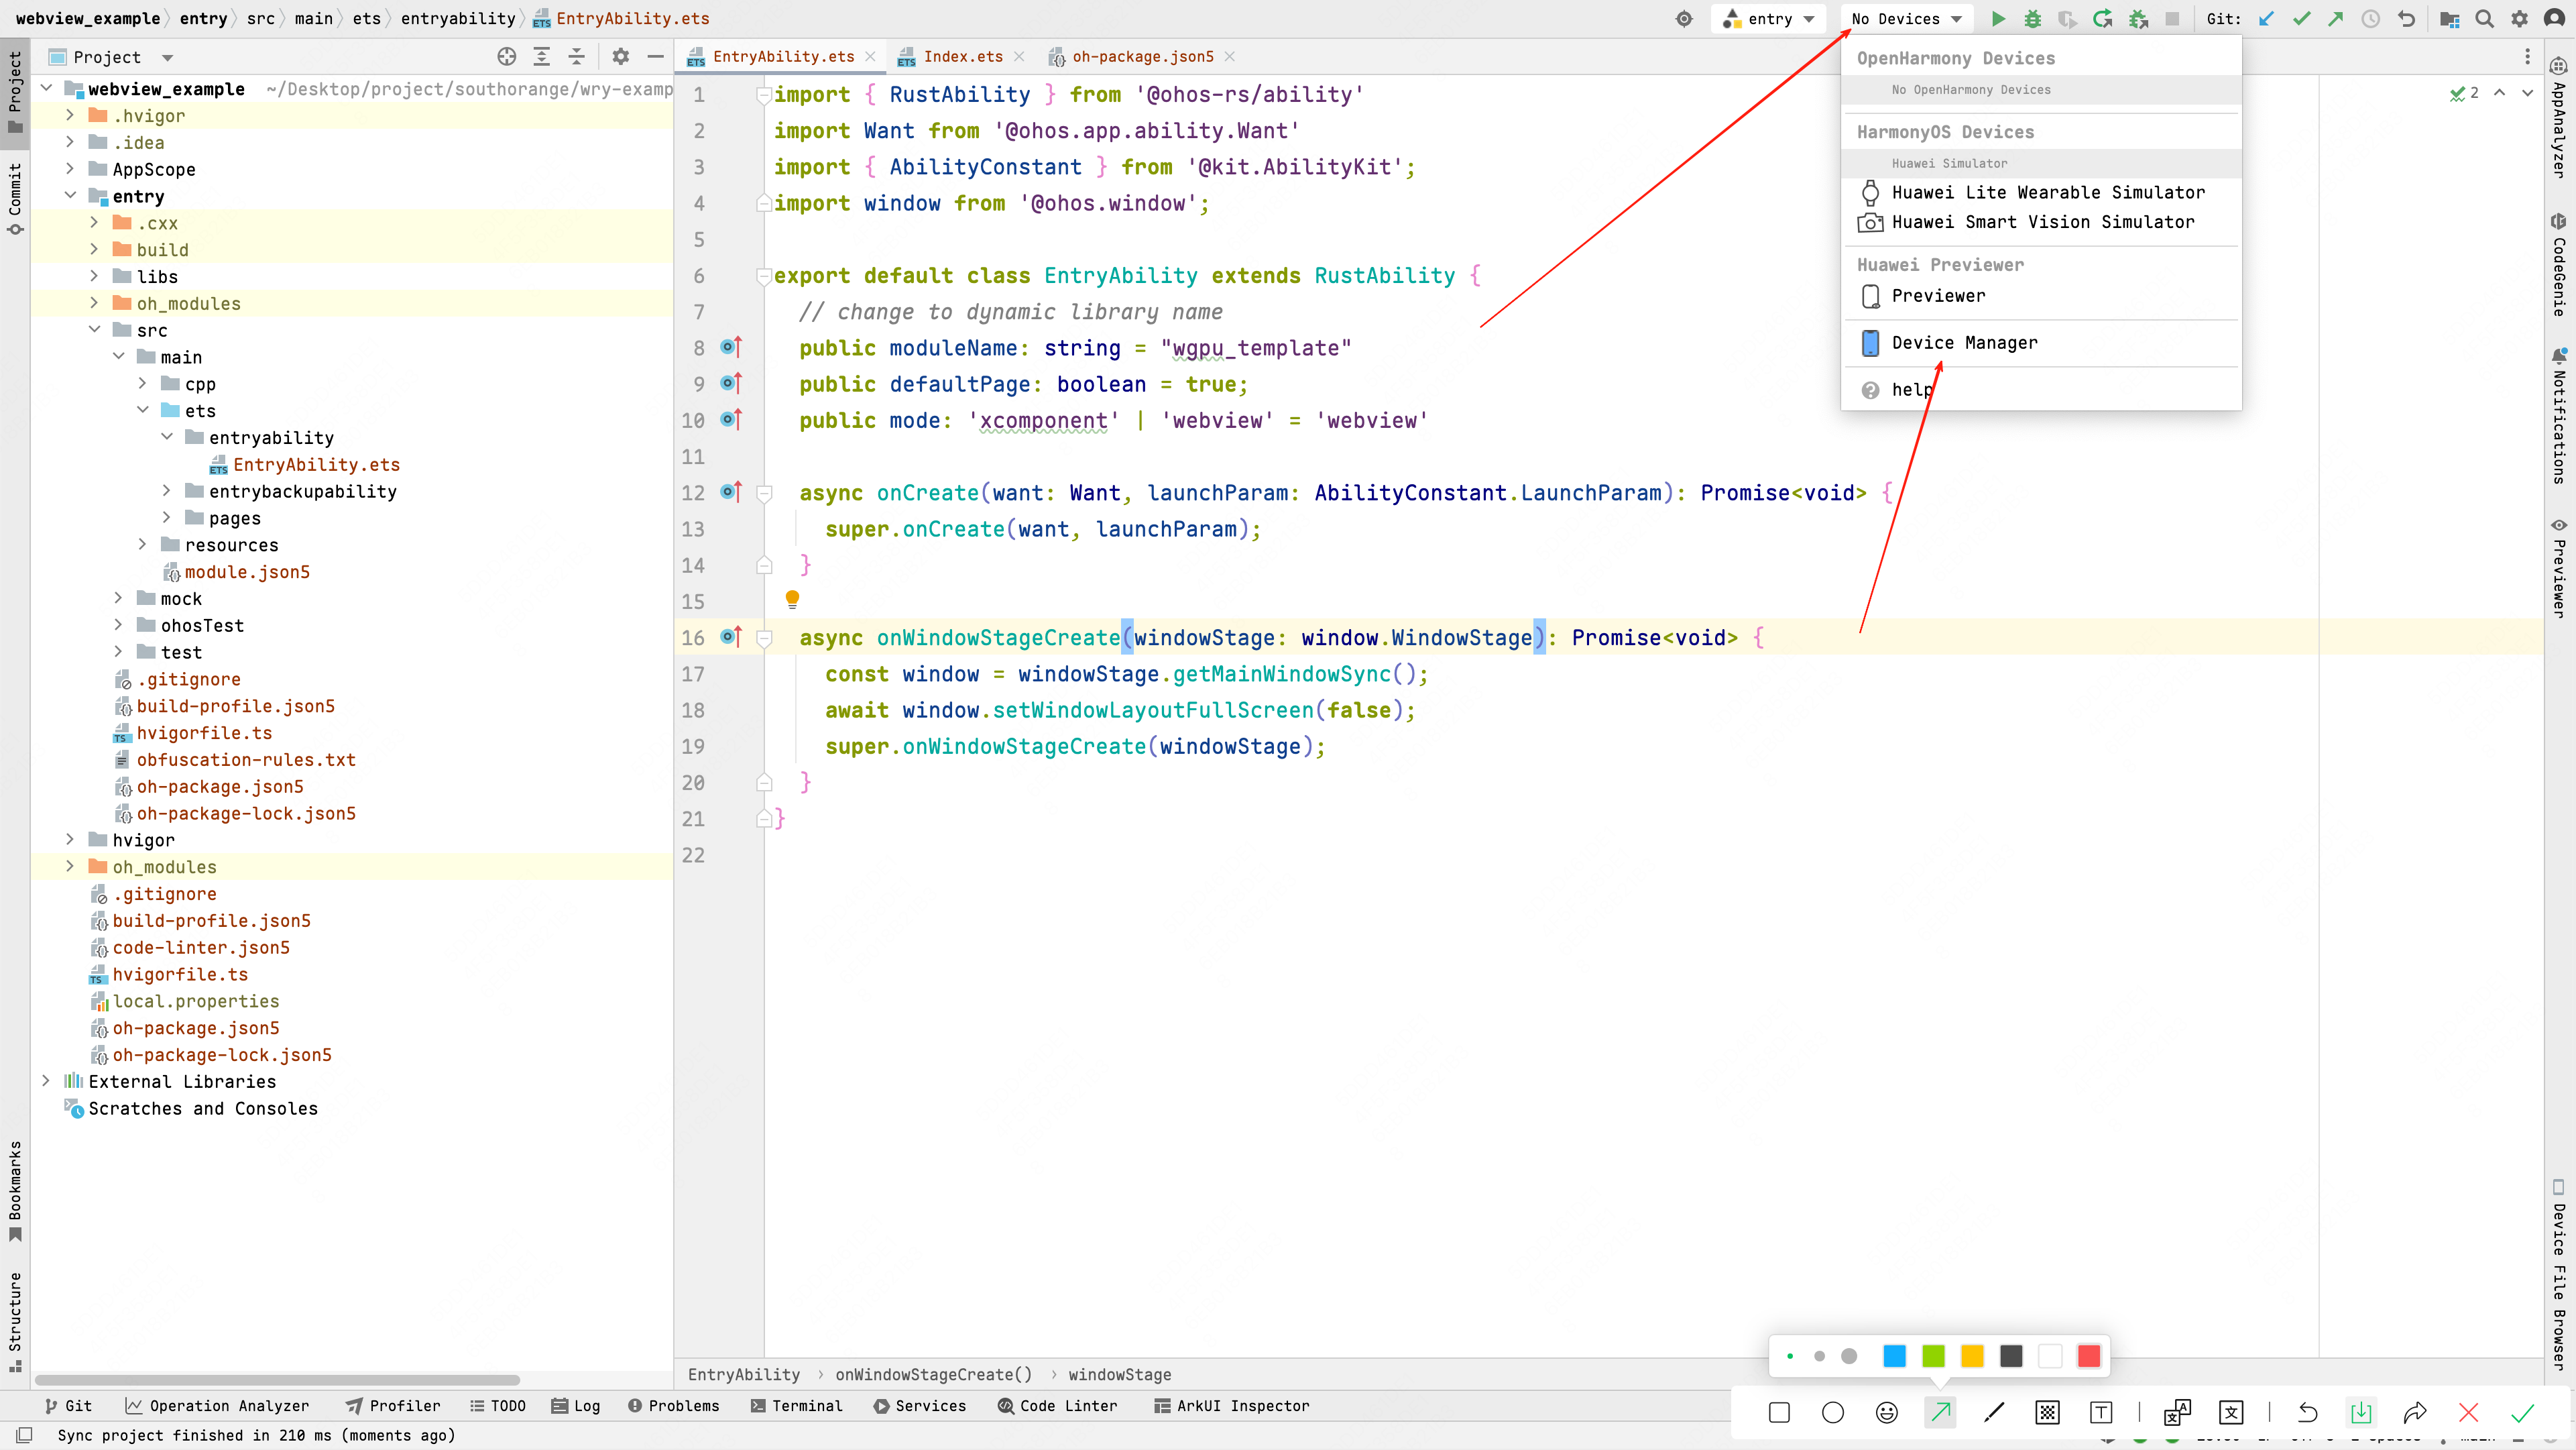 webview_example entry src main ets entryability EntryAbility.ets
entry
No Devices
Git:
Project
EntryAbility.ets
Index.ets
oh-package.json5
Project
Commit
Bookmarks
Structure
webview_example ~/Desktop/project/southorange/wry-examp
.hvigor
.idea
AppScope
entry
.cxx
build
libs
oh_modules
src
main
cpp
ets
entryability
EntryAbility.ets
entrybackupability
pages
resources
module.json5
mock
ohosTest
test
.gitignore
build-profile.json5
hvigorfile.ts
obfuscation-rules.txt
oh-package.json5
oh-package-lock.json5
hvigor
oh_modules
.gitignore
build-profile.json5
code-linter.json5
hvigorfile.ts
local.properties
oh-package.json5
oh-package-lock.json5
External Libraries
Scratches and Consoles
1 import { RustAbility } from '@ohos-rs/ability'
2 import Want from '@ohos.app.ability.Want'
3 import { AbilityConstant } from '@kit.AbilityKit';
4 import window from '@ohos.window';
5
6 export default class EntryAbility extends RustAbility {
7 // change to dynamic library name
8 public moduleName: string = "wgpu_template"
9 public defaultPage: boolean = true;
10 public mode: 'xcomponent' | 'webview' = 'webview'
11
12 async onCreate(want: Want, launchParam: AbilityConstant.LaunchParam): Promise<void> {
13 super.onCreate(want, launchParam);
14 }
15
16 async onWindowStageCreate(windowStage: window.WindowStage): Promise<void> {
17 const window = windowStage.getMainWindowSync();
18 await window.setWindowLayoutFullScreen(false);
19 super.onWindowStageCreate(windowStage);
20 }
21 }
22
2
OpenHarmony Devices
No OpenHarmony Devices
HarmonyOS Devices
Huawei Simulator
Huawei Lite Wearable Simulator
Huawei Smart Vision Simulator
Huawei Previewer
Previewer
Device Manager
help
AppAnalyzer
CodeGenie
Notifications
Previewer
Device File Browser
EntryAbility › onWindowStageCreate() › windowStage
Git
Operation Analyzer
Profiler
TODO
Log
Problems
Terminal
Services
Code Linter
ArkUI Inspector
Sync project finished in 210 ms (moments ago)